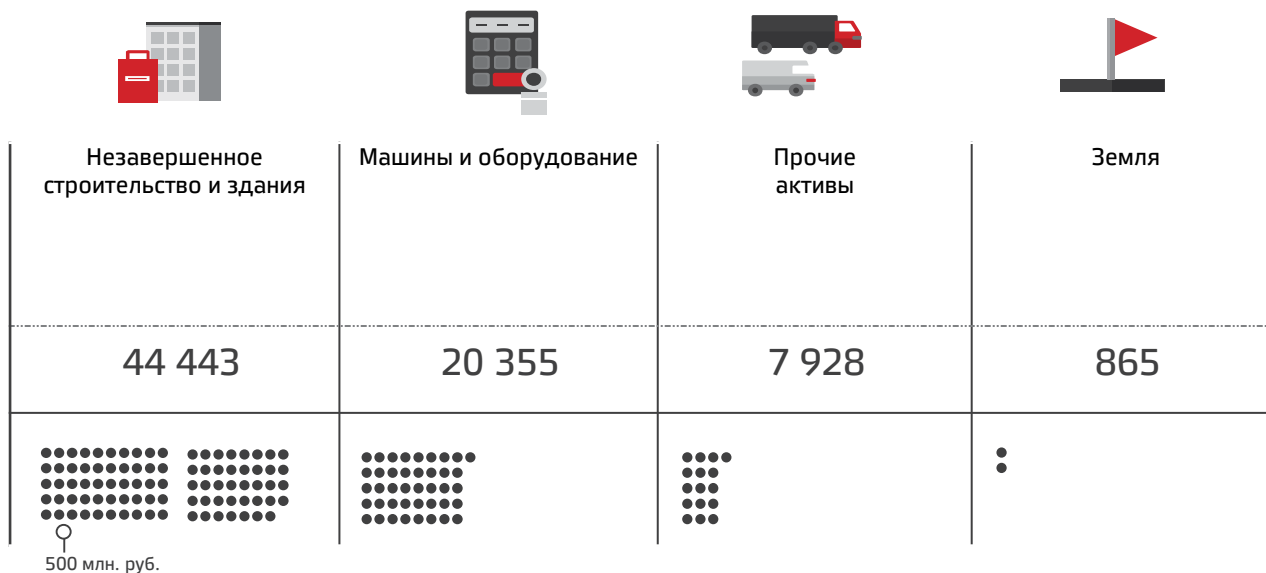 Незавершенное
строительство и здания
Машины и оборудование
Прочие
активы
Земля
44 443
20 355
7 928
865
500 млн. руб.